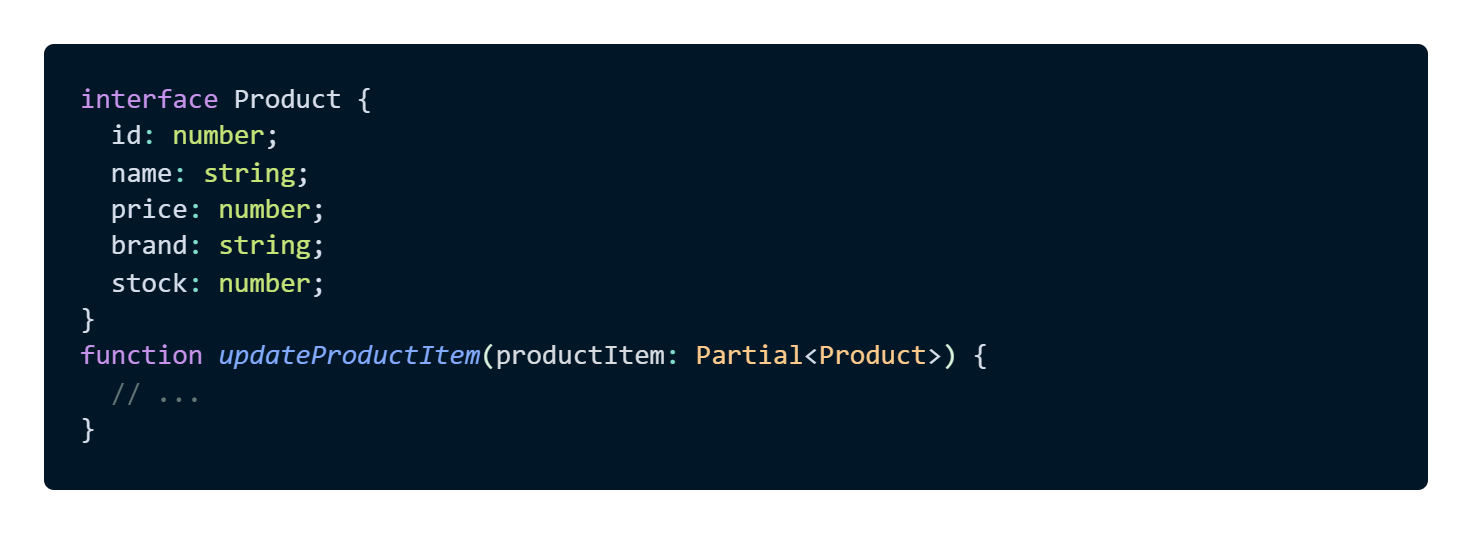 interface Product {
  id: number;
  name: string;
  price: number;
  brand: string;
  stock: number;
}
function updateProductItem(productItem: Partial<Product>) {
  // ...
}